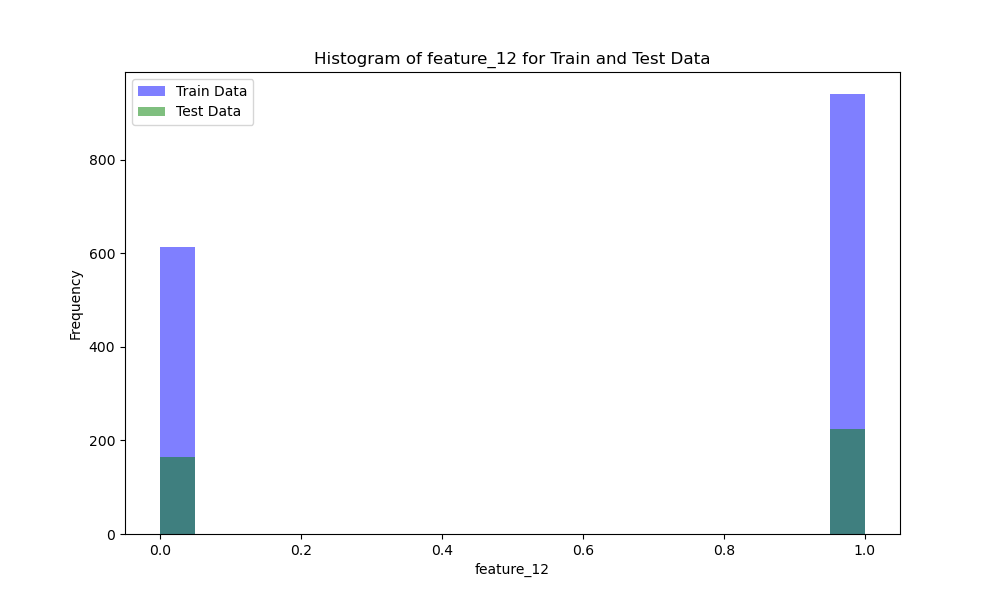 Histogram of feature_12 for Train and Test Data
Train Data
Test Data
Frequency
800
600
400
200
0
0.0 0.2 0.4 0.6 0.8 1.0
feature_12